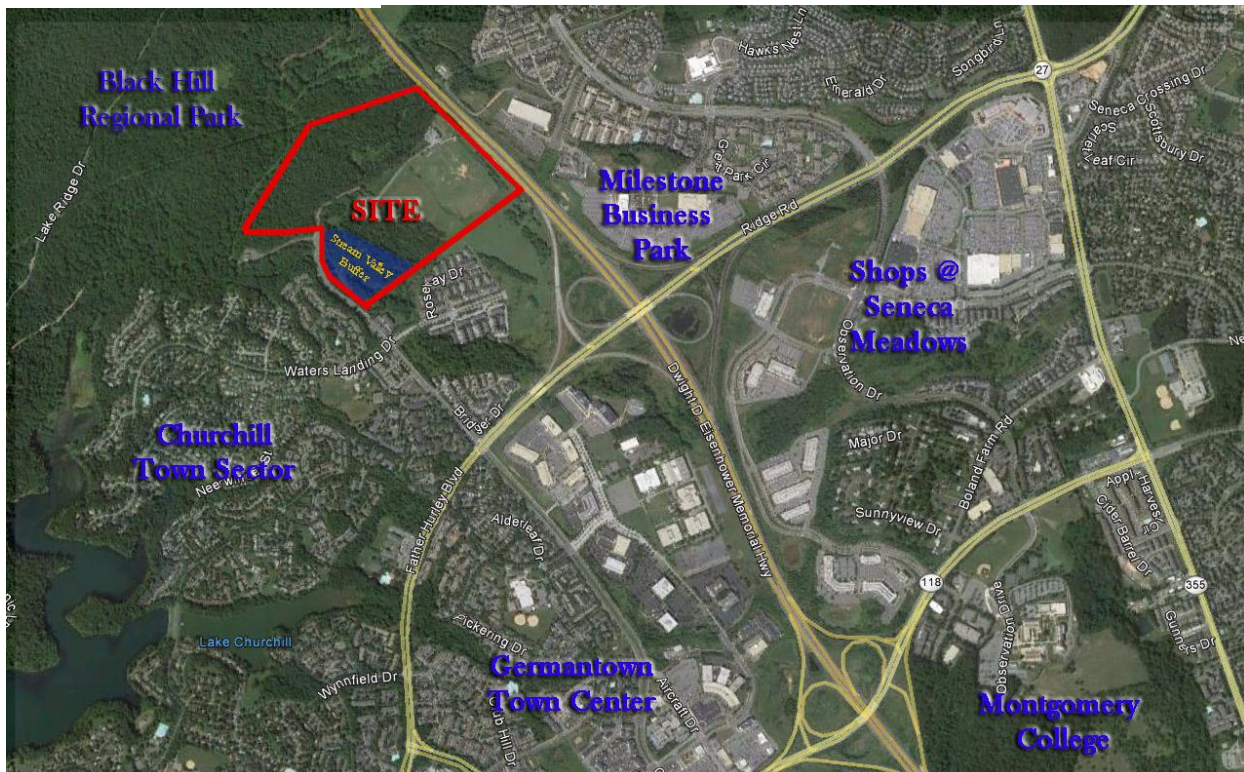 Black Hill
Regional Park
Lake Ridge Dr
Hawks Nest Ln
Emerald Dr
Songbird Ln
27
Seneca Crossing Dr
Scottsbury Dr
Milestone
Business
Park
Ridge Rd
SITE
Stream Valley
Buffer
Shops @
Seneca
Meadows
Observation Dr
Waters Landing Dr
Dwight D. Eisenhower Memorial Hwy
Churchill
Town Sector
Father Hurley Blvd
Major Dr
Boland Farm Rd
Sunnyview Dr
Alderleaf Dr
Cider Barrel Dr
118
355
Observation Drive
Gunners Dr
Lake Churchill
Pickering Dr
Wynnfield Dr
Germantown
Town Center
Aircraft Dr
Montgomery
College